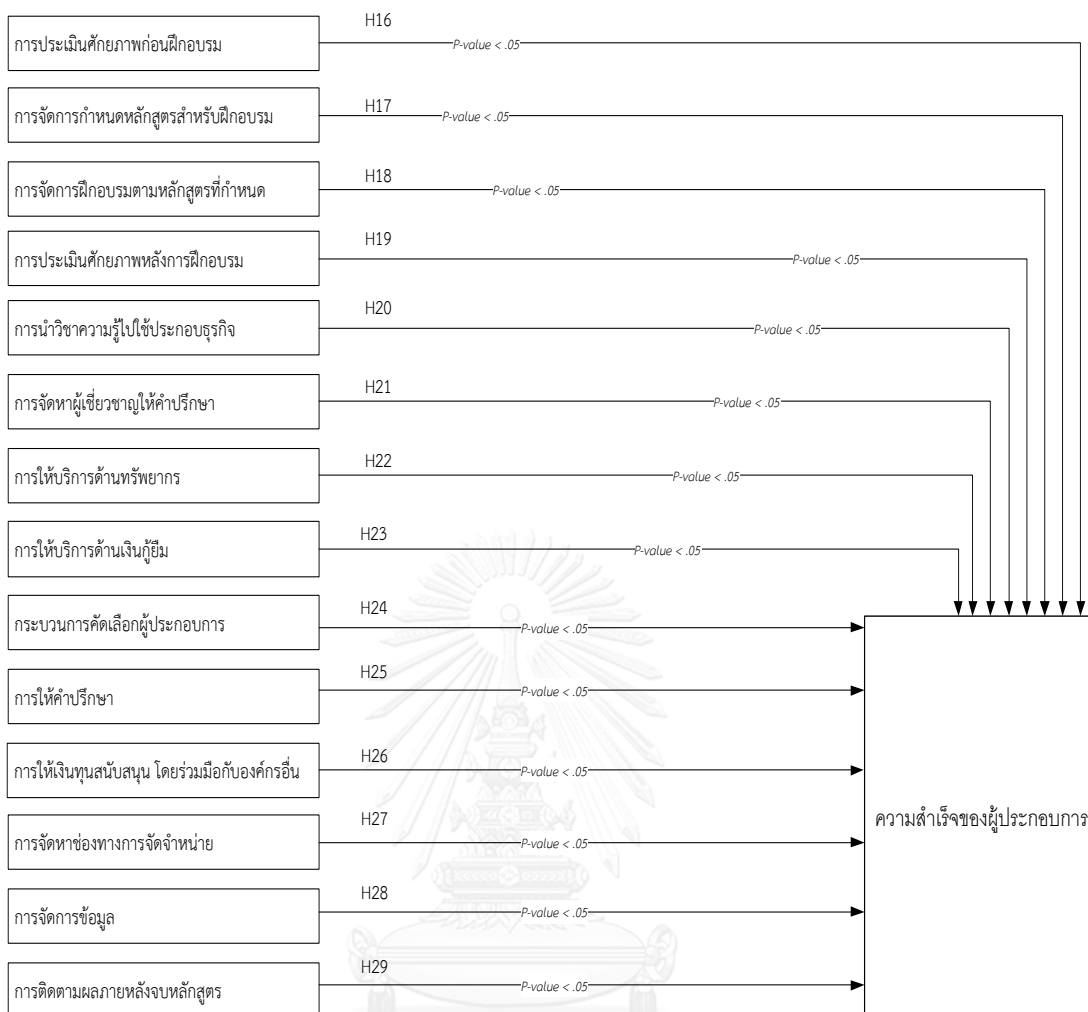 H16
การประเมินศักยภาพก่อนฝึกอบรม
P-value < .05
H17
การจัดการกำหนดหลักสูตรสำหรับฝึกอบรม
P-value < .05
H18
การจัดการฝึกอบรมตามหลักสูตรที่กำหนด
P-value < .05
H19
การประเมินศักยภาพหลังการฝึกอบรม
P-value < .05
H20
การนำวิชาความรู้ไปใช้ประกอบธุรกิจ
P-value < .05
H21
การจัดหาผู้เชี่ยวชาญให้คำปรึกษา
P-value < .05
H22
การให้บริการด้านทรัพยากร
P-value < .05
H23
การให้บริการด้านเงินกู้ยืม
P-value < .05
H24
กระบวนการคัดเลือกผู้ประกอบการ
P-value < .05
H25
การให้คำปรึกษา
P-value < .05
H26
การให้เงินทุนสนับสนุน โดยร่วมมือกับองค์กรอื่น
P-value < .05
H27
การจัดหาช่องทางการจัดจำหน่าย
P-value < .05
ความสำเร็จของผู้ประกอบการ
H28
การจัดการข้อมูล
P-value < .05
H29
การติดตามผลภายหลังจบหลักสูตร
P-value < .05